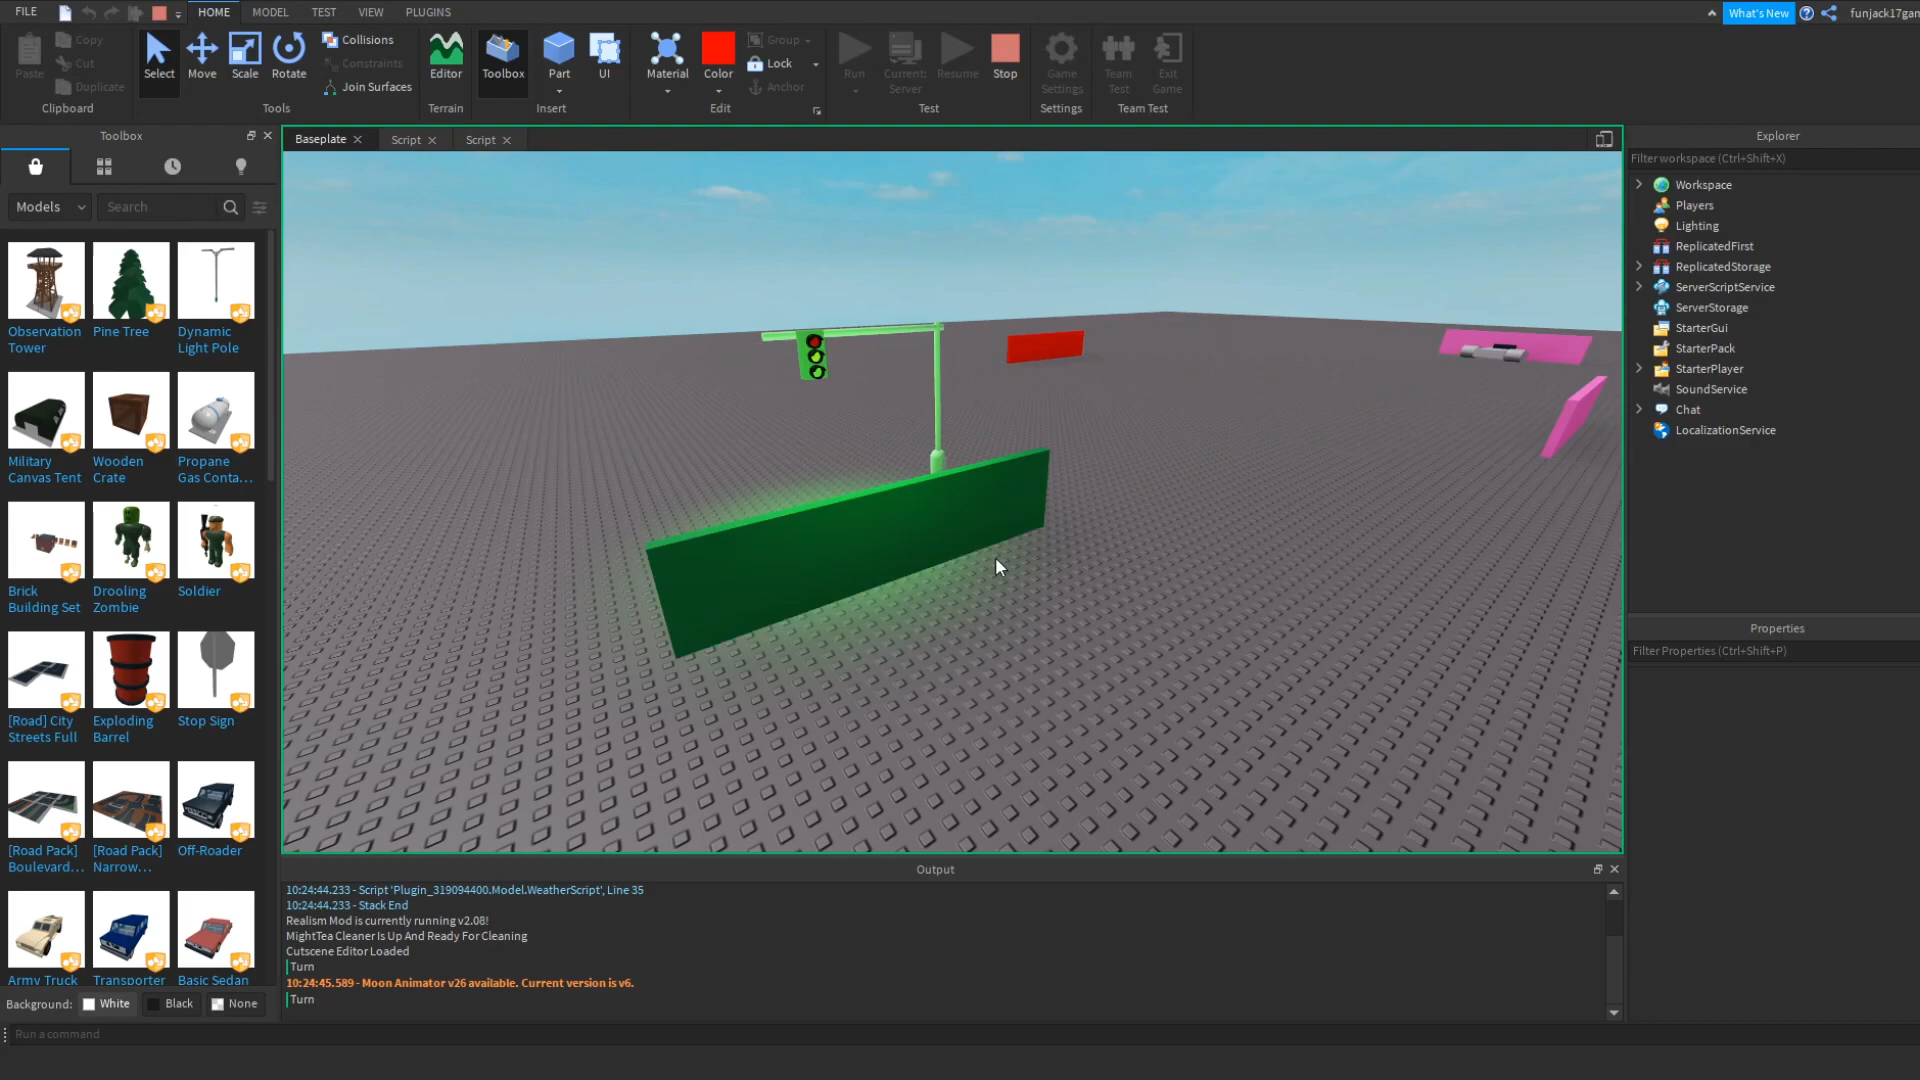 FILE
HOME
MODEL
TEST
VIEW
PLUGINS
What's New
funjack17gam
Paste
Copy
Cut
Duplicate
Clipboard
Select
Move
Scale
Rotate
Collisions
Constraints
Join Surfaces
Tools
Editor
Terrain
Toolbox
Part
UI
Insert
Material
Color
Group
Lock
Anchor
Edit
Run
Current:
Server
Resume
Stop
Test
Game
Settings
Settings
Team
Test
Exit
Game
Team Test
Toolbox
Models
Search
Observation
Tower
Pine Tree
Dynamic
Light Pole
Military
Canvas Tent
Wooden
Crate
Propane
Gas Conta...
Brick
Building Set
Drooling
Zombie
Soldier
[Road] City
Streets Full
Exploding
Barrel
Stop Sign
[Road Pack]
Boulevard...
[Road Pack]
Narrow...
Off-Roader
Army Truck
Transporter
Basic Sedan
Background:
White
Black
None
Run a command
Baseplate
Script
Script
Output
10:24:44.233 - Script 'Plugin_319094400.Model.WeatherScript', Line 35
10:24:44.233 - Stack End
Realism Mod is currently running v2.08!
MightTea Cleaner Is Up And Ready For Cleaning
Cutscene Editor Loaded
Turn
10:24:45.589 - Moon Animator v26 available. Current version is v6.
Turn
Explorer
Filter workspace (Ctrl+Shift+X)
Workspace
Players
Lighting
ReplicatedFirst
ReplicatedStorage
ServerScriptService
ServerStorage
StarterGui
StarterPack
StarterPlayer
SoundService
Chat
LocalizationService
Properties
Filter Properties (Ctrl+Shift+P)